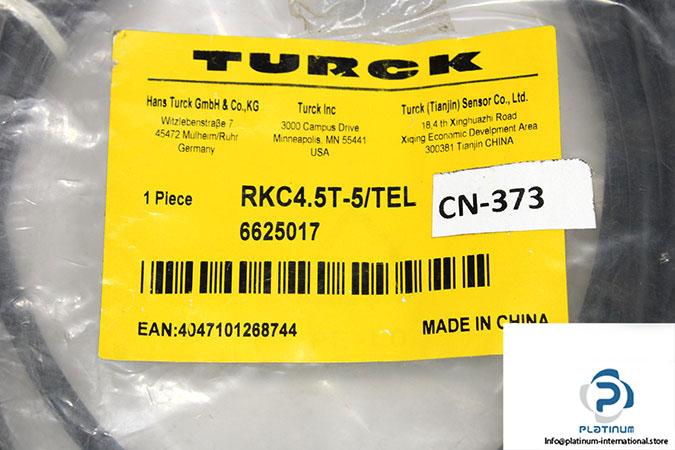 TURCK
Hans Turck GmbH & Co.,KG
Witzlebenstraße 7
45472 Mülheim/Ruhr
Germany
Turck Inc
3000 Campus Drive
Minneapolis, MN 55441
USA
Turck (Tianjin) Sensor Co., Ltd.
18,4 th Xinghuazhi Road
Xiqing Economic Develpment Area
300381 Tianjin CHINA
1 Piece
RKC4.5T-5/TEL
6625017
CN-373
EAN:4047101268744
MADE IN CHINA
PLATINUM
Info@platinum-international.store